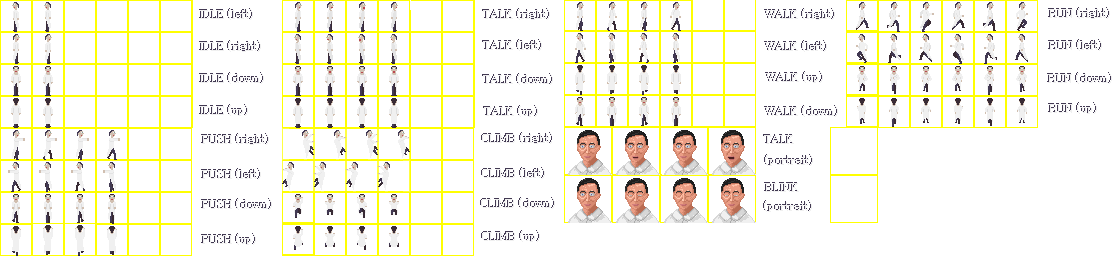 IDLE (left)
IDLE (right)
IDLE (down)
IDLE (up)
PUSH (right)
PUSH (left)
PUSH (down)
PUSH (up)
TALK (right)
TALK (left)
TALK (down)
TALK (up)
CLIMB (right)
CLIMB (left)
CLIMB (down)
CLIMB (up)
WALK (right)
WALK (left)
WALK (up)
WALK (down)
TALK
(portrait)
BLINK
(portrait)
RUN (right)
RUN (left)
RUN (down)
RUN (up)